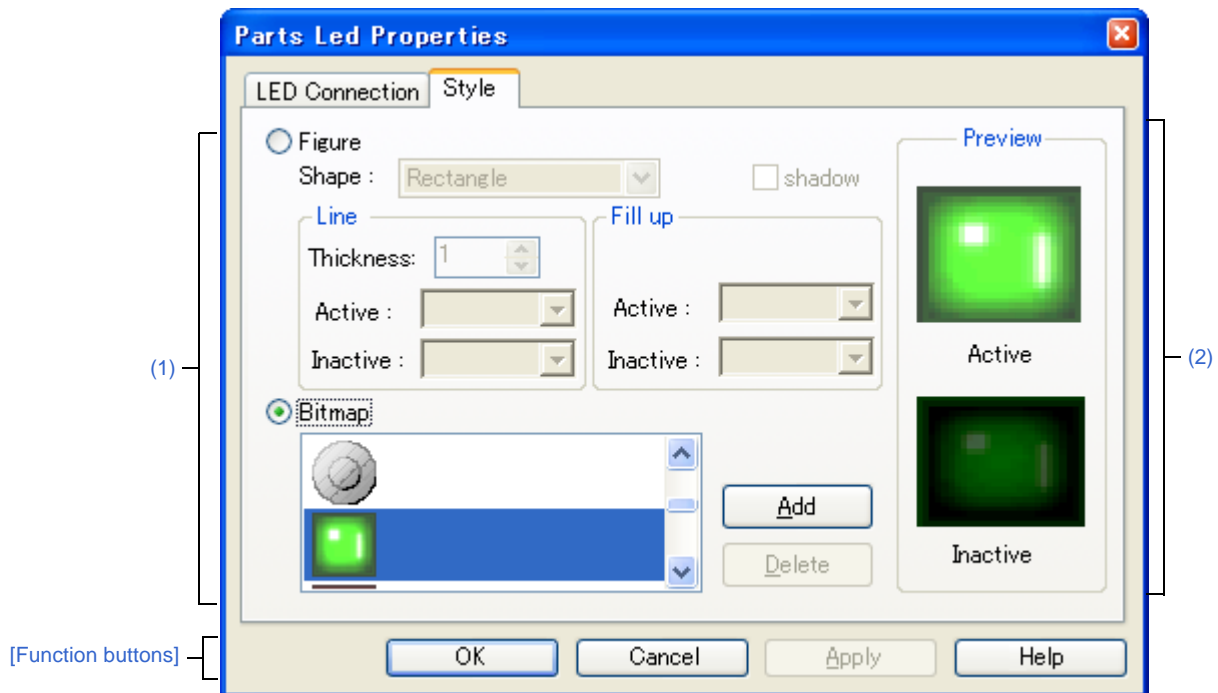 Parts Led Properties
LED Connection
Style
Figure
Shape :
Rectangle
shadow
Line
Thickness:
1
Active :
Inactive :
Fill up
Active :
Inactive :
Bitmap
Add
Delete
Preview
Active
Inactive
(1)
(2)
[Function buttons]
OK
Cancel
Apply
Help